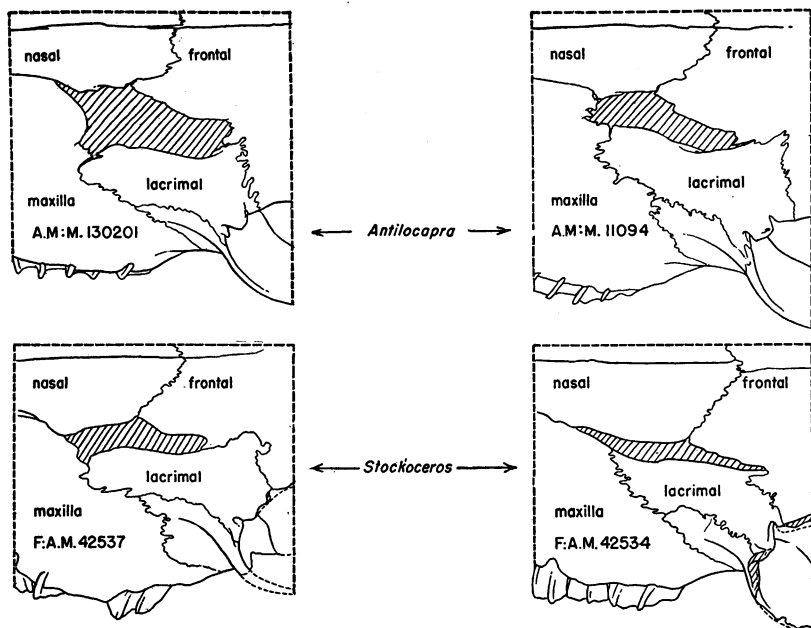 nasal
frontal
lacrimal
maxilla
A.M:M. 130201
nasal
frontal
lacrimal
maxilla
A.M:M. 11094
Antilocapra
nasal
frontal
lacrimal
maxilla
F:A.M. 42537
nasal
frontal
lacrimal
maxilla
F:A.M. 42534
Stockoceros